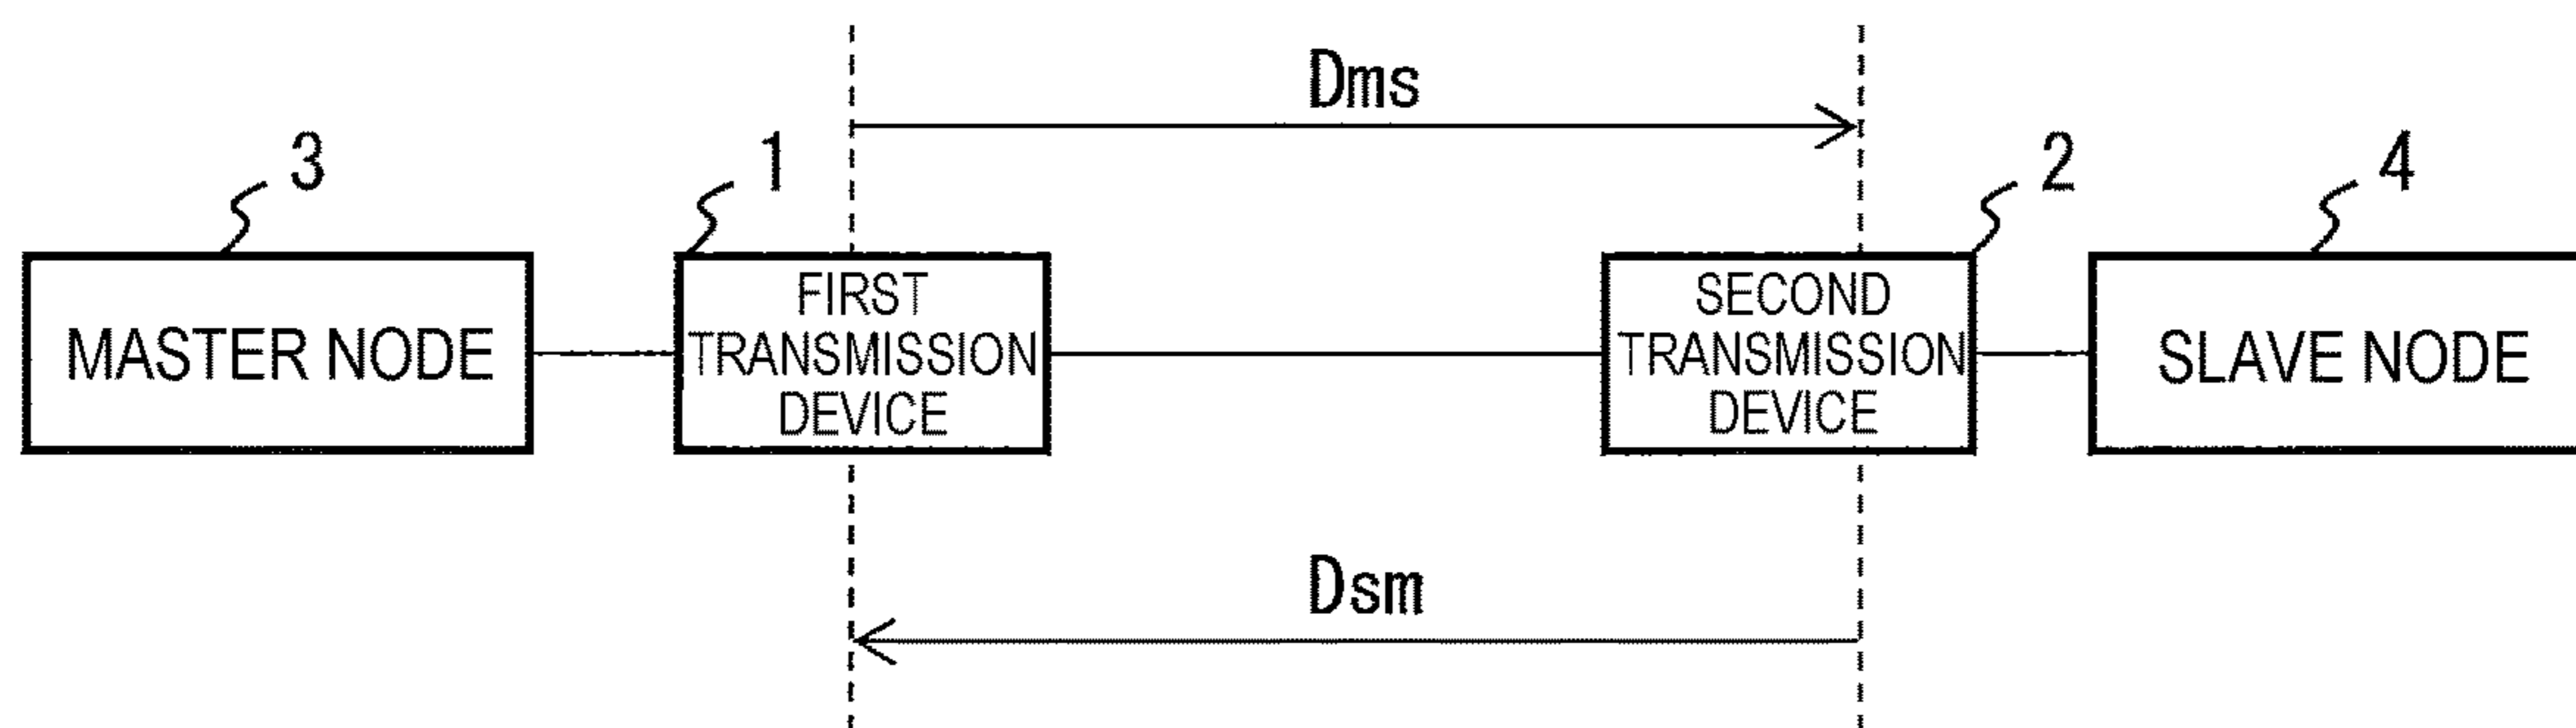 Dms
3
1
2
4
MASTER NODE
FIRST
TRANSMISSION
DEVICE
SECOND
TRANSMISSION
DEVICE
SLAVE NODE
Dsm